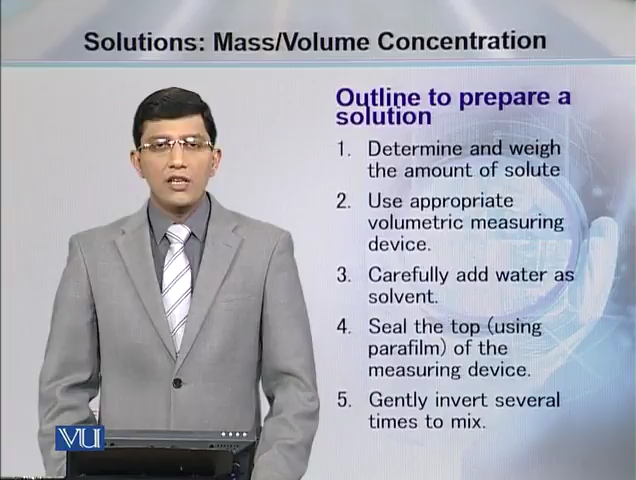 Solutions: Mass/Volume Concentration
Outline to prepare a
solution
1. Determine and weigh
the amount of solute
2. Use appropriate
volumetric measuring
device.
3. Carefully add water as
solvent.
4. Seal the top (using
parafilm) of the
measuring device.
5. Gently invert several
times to mix.
VU